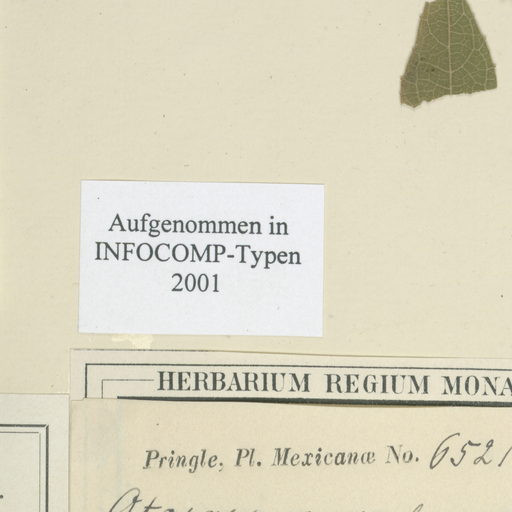 Aufgenommen in
INFOCOMP-Typen
2001
HERBARIUM REGIUM MONA
Pringle, Pl. Mexicanæ No. 6521